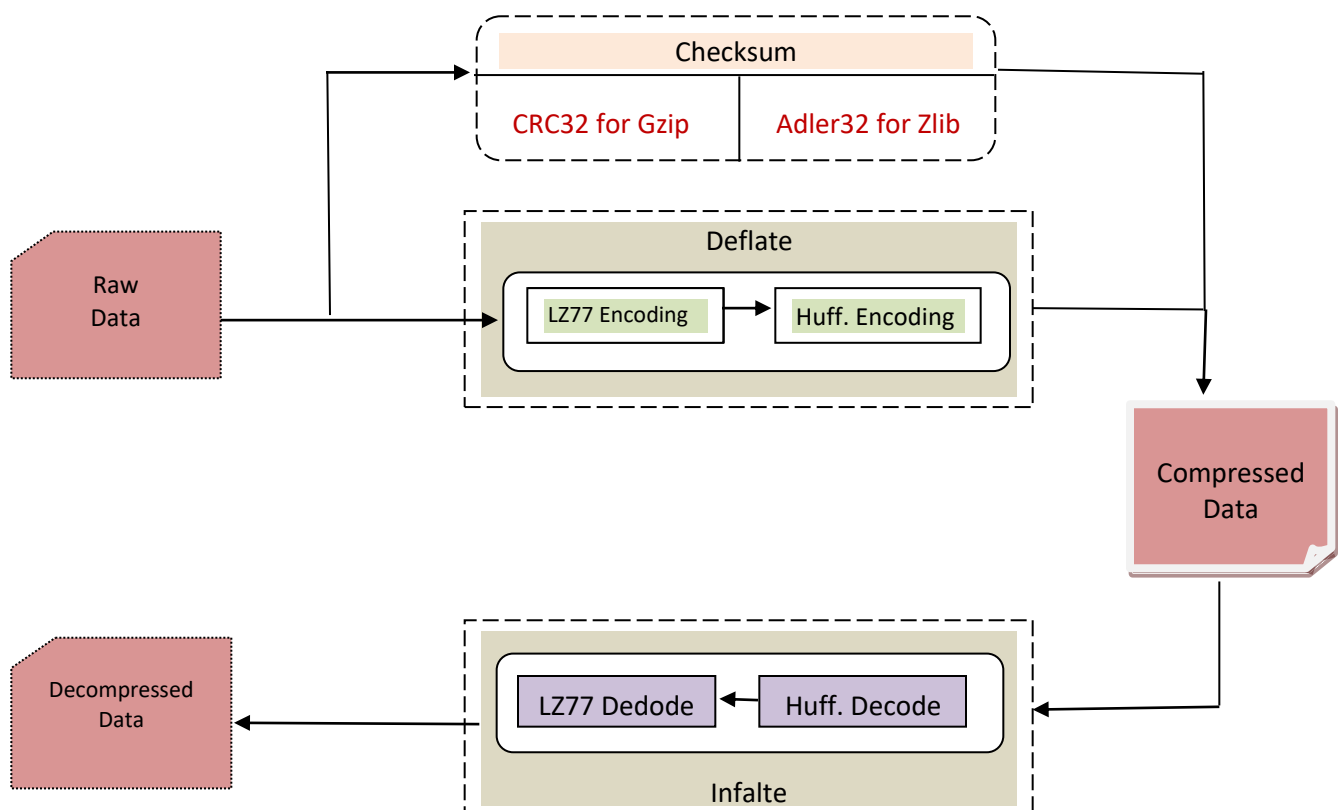 Checksum
CRC32 for Gzip
Adler32 for Zlib
Raw
Data
Deflate
LZ77 Encoding
Huff. Encoding
Compressed
Data
Decompressed
Data
LZ77 Dedode
Huff. Decode
Infalte